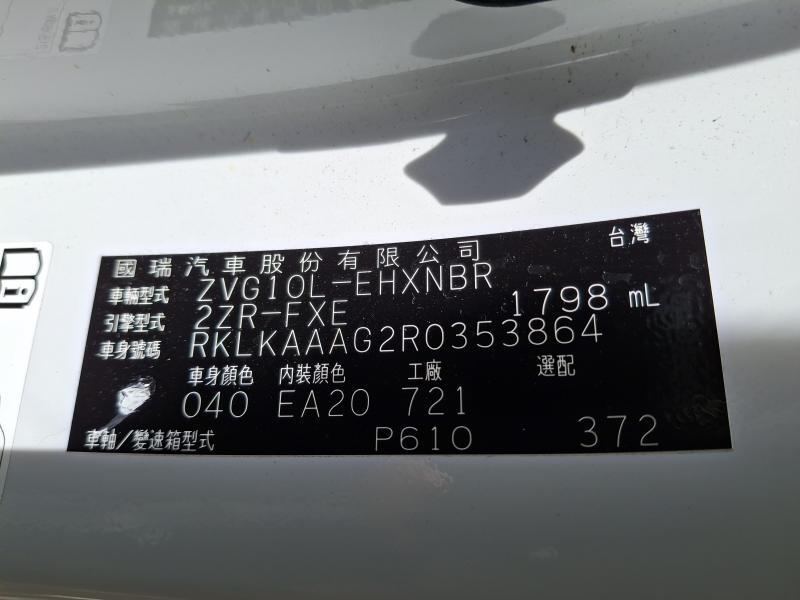 國瑞汽車股份有限公司 台灣
車輛型式 ZVG10L-EHXNBR
引擎型式 2ZR-FXE 1798 mL
車身號碼 RKLKAAAG2R0353864
車身顏色 內裝顏色 工廠 選配
040 EA20 721
車軸/變速箱型式 P610 372